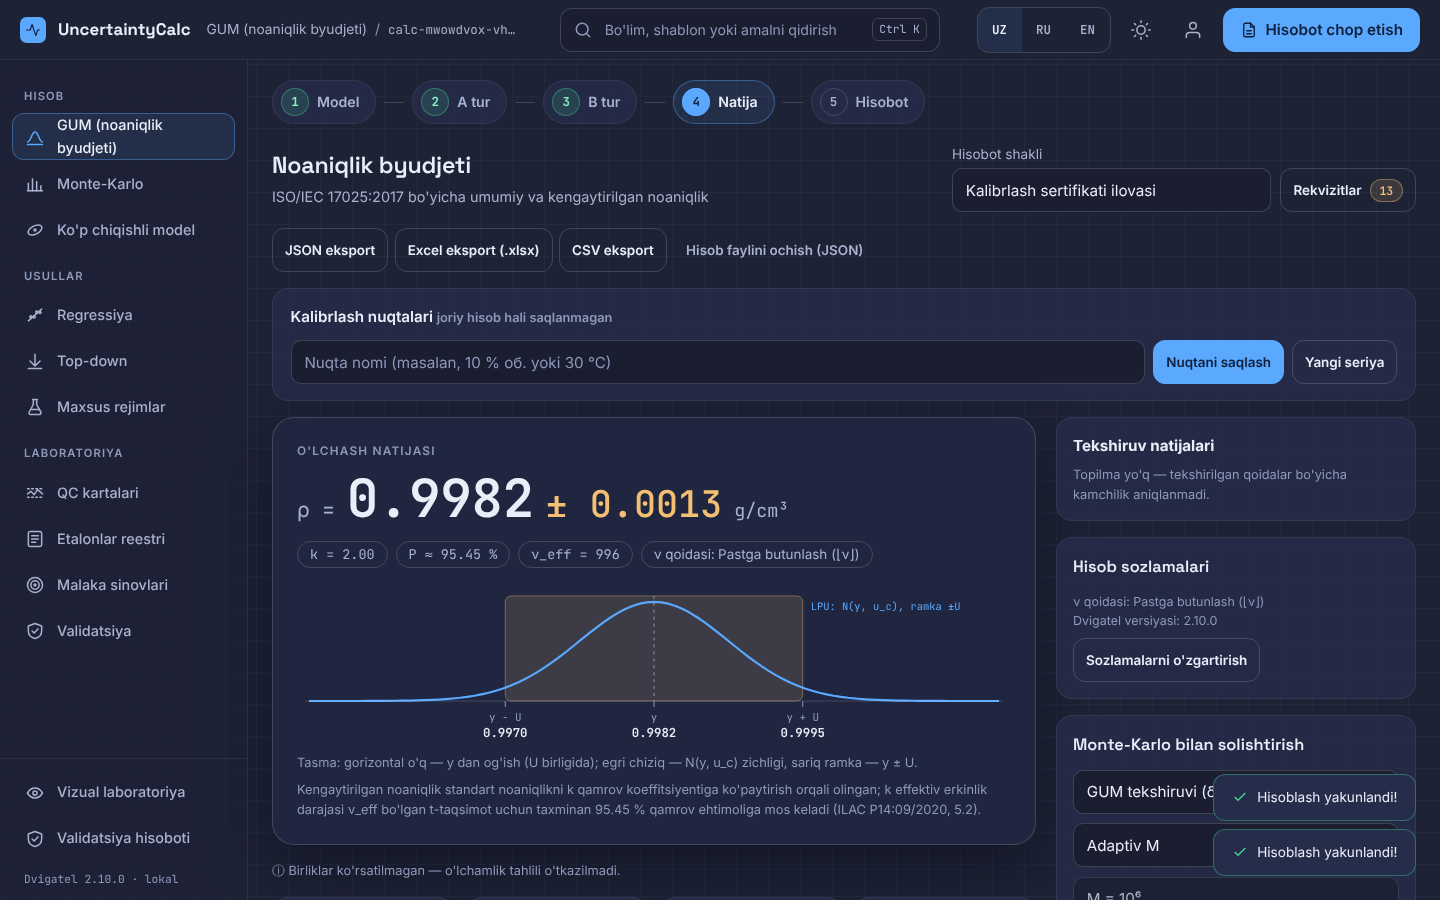 UncertaintyCalc
GUM (noaniqlik byudjeti) / calc-mwowdvox-vh…
Bo'lim, shablon yoki amalni qidirish
Ctrl K
UZ RU EN
Hisobot chop etish
HISOB
GUM (noaniqlik
byudjeti)
Monte-Karlo
Ko'p chiqishli model
USULLAR
Regressiya
Top-down
Maxsus rejimlar
LABORATORIYA
QC kartalari
Etalonlar reestri
Malaka sinovlari
Validatsiya
Vizual laboratoriya
Validatsiya hisoboti
Dvigatel 2.10.0 · lokal
1 Model
2 A tur
3 B tur
4 Natija
5 Hisobot
Noaniqlik byudjeti
ISO/IEC 17025:2017 bo'yicha umumiy va kengaytirilgan noaniqlik
Hisobot shakli
Kalibrlash sertifikati ilovasi
Rekvizitlar 13
JSON eksport
Excel eksport (.xlsx)
CSV eksport
Hisob faylini ochish (JSON)
Kalibrlash nuqtalari joriy hisob hali saqlanmagan
Nuqta nomi (masalan, 10 % об. yoki 30 °C)
Nuqtani saqlash
Yangi seriya
O'LCHASH NATIJASI
ρ = 0.9982 ± 0.0013 g/cm³
k = 2.00
P ≈ 95.45 %
ν_eff = 996
ν qoidasi: Pastga butunlash (⌊ν⌋)
LPU: N(y, u_c), ramka ±U
y - U
y
y + U
0.9970
0.9982
0.9995
Tasma: gorizontal o'q — y dan og'ish (U birligida); egri chiziq — N(y, u_c) zichligi, sariq ramka — y ± U.
Kengaytirilgan noaniqlik standart noaniqlikni k qamrov koeffitsiyentiga ko'paytirish orqali olingan; k effektiv erkinlik
darajasi ν_eff bo'lgan t-taqsimot uchun taxminan 95.45 % qamrov ehtimoliga mos keladi (ILAC P14:09/2020, 5.2).
ⓘ Birliklar ko'rsatilmagan — o'lchamlik tahlili o'tkazilmadi.
Tekshiruv natijalari
Topilma yo'q — tekshirilgan qoidalar bo'yicha
kamchilik aniqlanmadi.
Hisob sozlamalari
ν qoidasi: Pastga butunlash (⌊ν⌋)
Dvigatel versiyasi: 2.10.0
Sozlamalarni o'zgartirish
Monte-Karlo bilan solishtirish
GUM tekshiruvi (δ
Adaptiv M
M = 10⁶
Hisoblash yakunlandi!
Hisoblash yakunlandi!